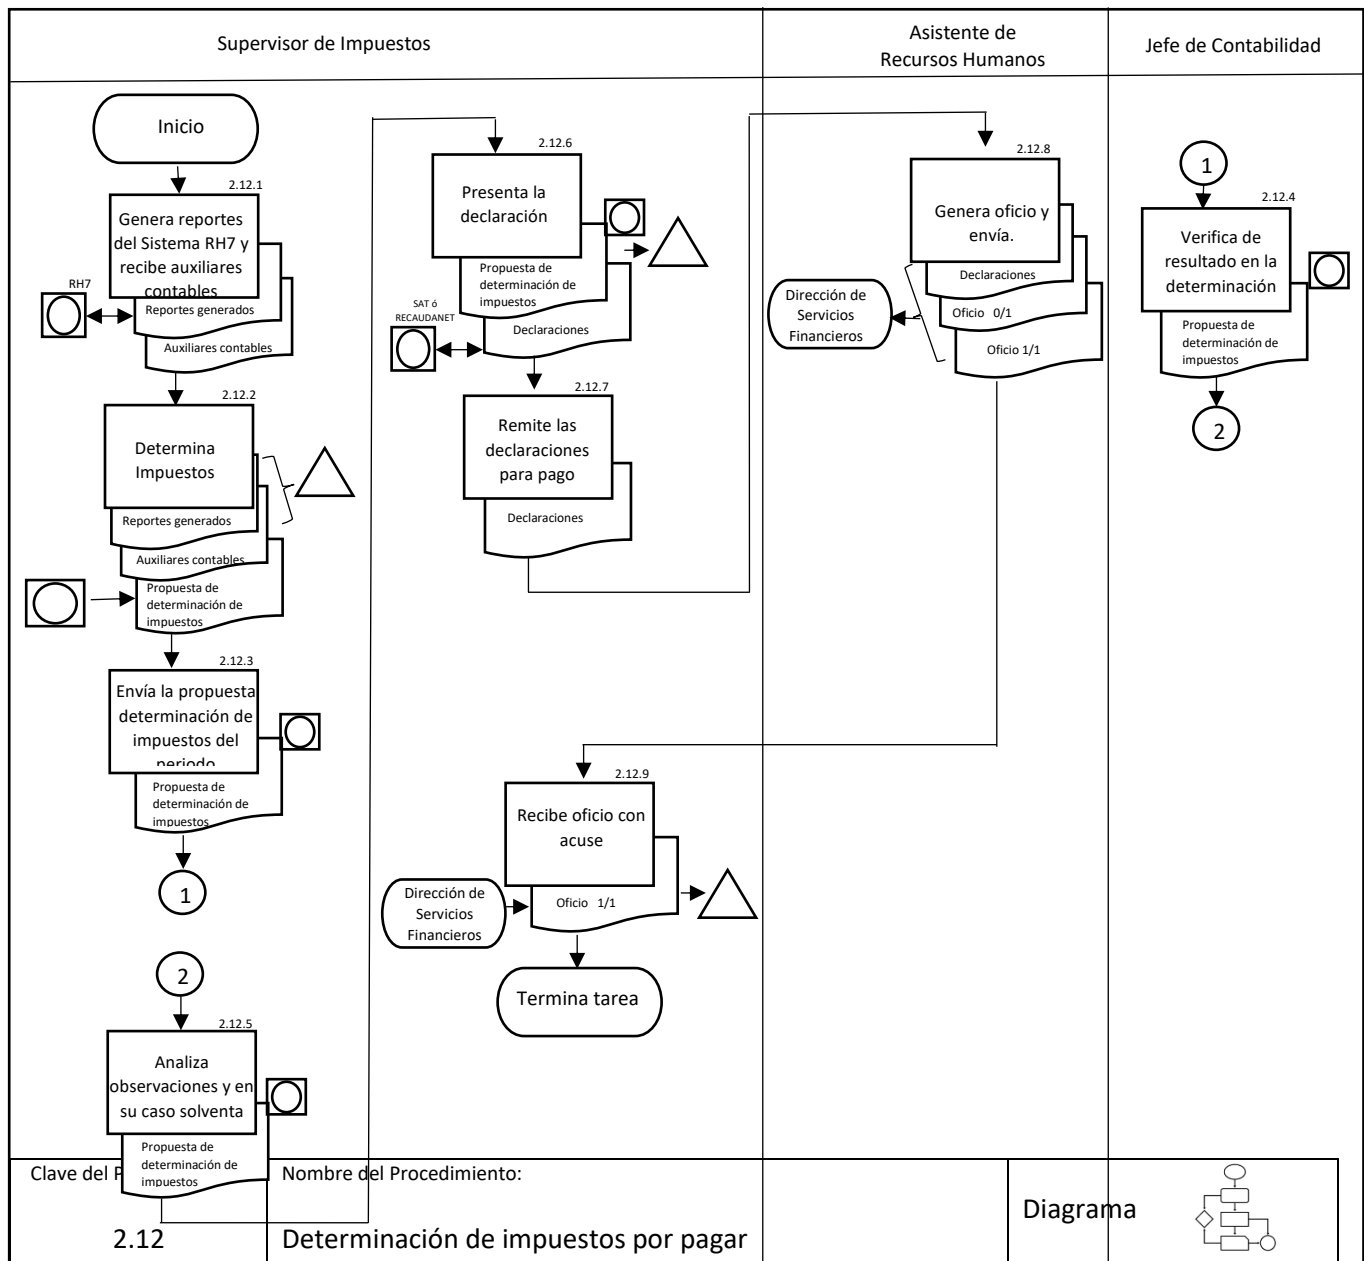 Supervisor de Impuestos
Asistente de
Recursos Humanos
Jefe de Contabilidad
Inicio
2.12.1
Genera reportes
del Sistema RH7 y
recibe auxiliares
contables
RH7
Reportes generados
Auxiliares contables
2.12.2
Determina
Impuestos
Reportes generados
Auxiliares contables
Propuesta de
determinación de
impuestos
2.12.3
Envía la propuesta
determinación de
impuestos del
periodo
Propuesta de
determinación de
impuestos
1
2
2.12.5
Analiza
observaciones y en
su caso solventa
Propuesta de
determinación de
impuestos
2.12.6
Presenta la
declaración
Propuesta de
determinación de
impuestos
SAT ó
RECAUDANET
Declaraciones
2.12.7
Remite las
declaraciones
para pago
Declaraciones
2.12.8
Genera oficio y
envía.
Declaraciones
Oficio 0/1
Oficio 1/1
Dirección de
Servicios
Financieros
1
2.12.4
Verifica de
resultado en la
determinación
Propuesta de
determinación de
impuestos
2
2.12.9
Recibe oficio con
acuse
Dirección de
Servicios
Financieros
Oficio 1/1
Termina tarea
Clave del P
2.12
Nombre del Procedimiento:
Determinación de impuestos por pagar
Diagrama